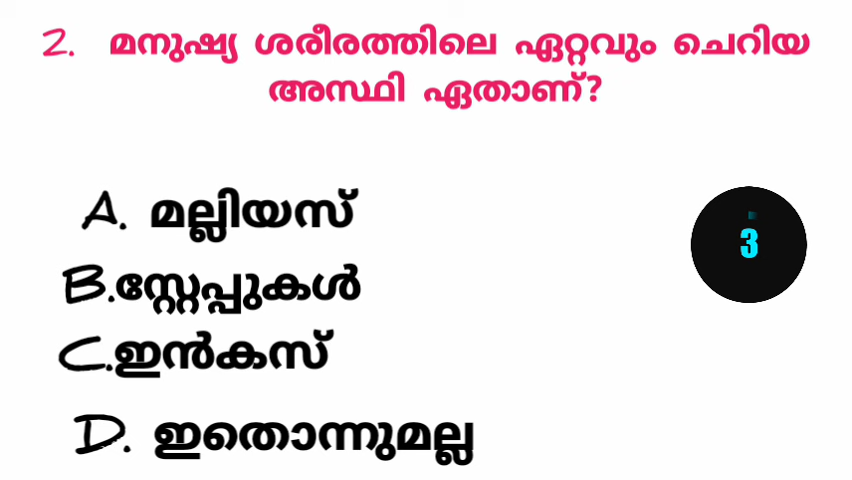 2. മനുഷ്യ ശരീരത്തിലെ ഏറ്റവും ചെറിയ
അസ്ഥി ഏതാണ്?
A. മല്ലിയസ്
B.സ്റ്റേപ്പുകൾ
3
C.ഇൻകസ്
D. ഇതൊന്നുമല്ല